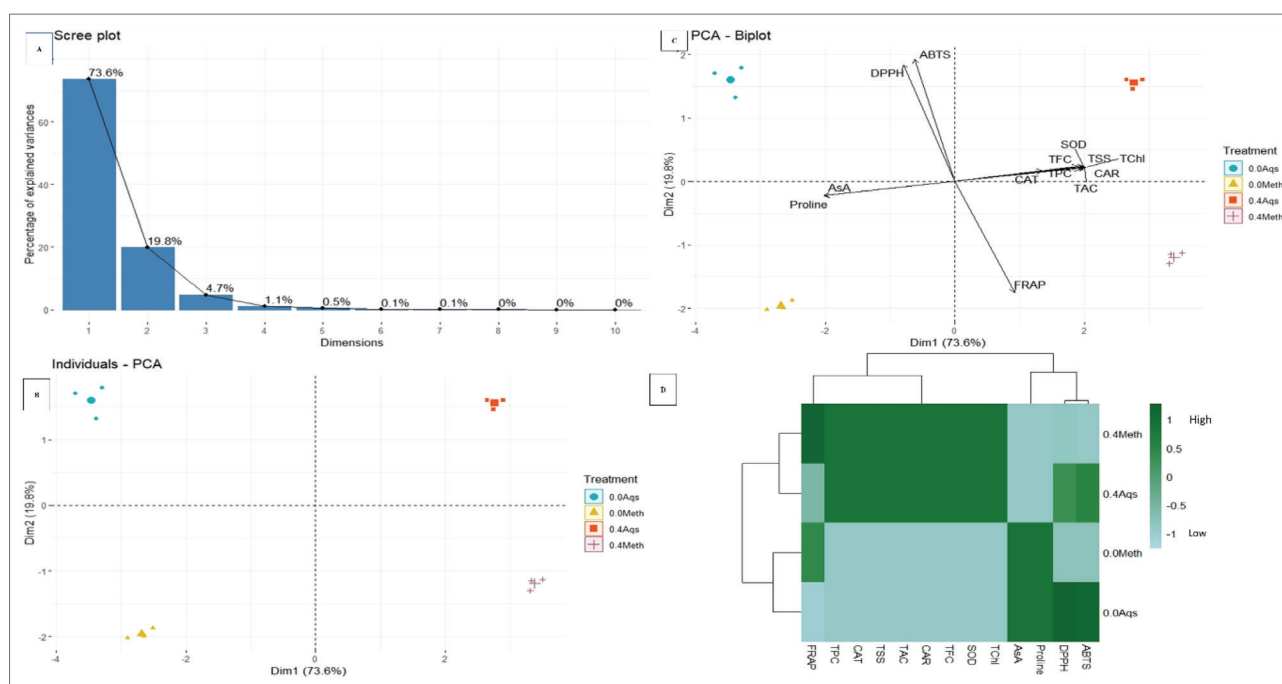 A
Scree plot
Percentage of explained variances
60
40
20
0
73.6%
19.8%
4.7%
1.1%
0.5%
0.1%
0.1%
0%
0%
0%
1 2 3 4 5 6 7 8 9 10
Dimensions
C
PCA - Biplot
Dim2 (19.8%)
2
1
0
-1
-2
ABTS
DPPH
SOD
TFC TSS TChl
CAT TPC CAR
TAC
AsA
Proline
FRAP
-4 -2 0 2
Dim1 (73.6%)
Treatment
0.0Aqs
0.0Meth
0.4Aqs
0.4Meth
B
Individuals - PCA
Dim2 (19.8%)
1
0
-1
-2
-4 -2 0 2
Dim1 (73.6%)
Treatment
0.0Aqs
0.0Meth
0.4Aqs
0.4Meth
D
0.4Meth
0.4Aqs
0.0Meth
0.0Aqs
FRAP
TPC
CAT
TSS
TAC
CAR
TFC
SOD
TChl
AsA
Proline
DPPH
ABTS
1 High
0.5
0
-0.5
-1 Low